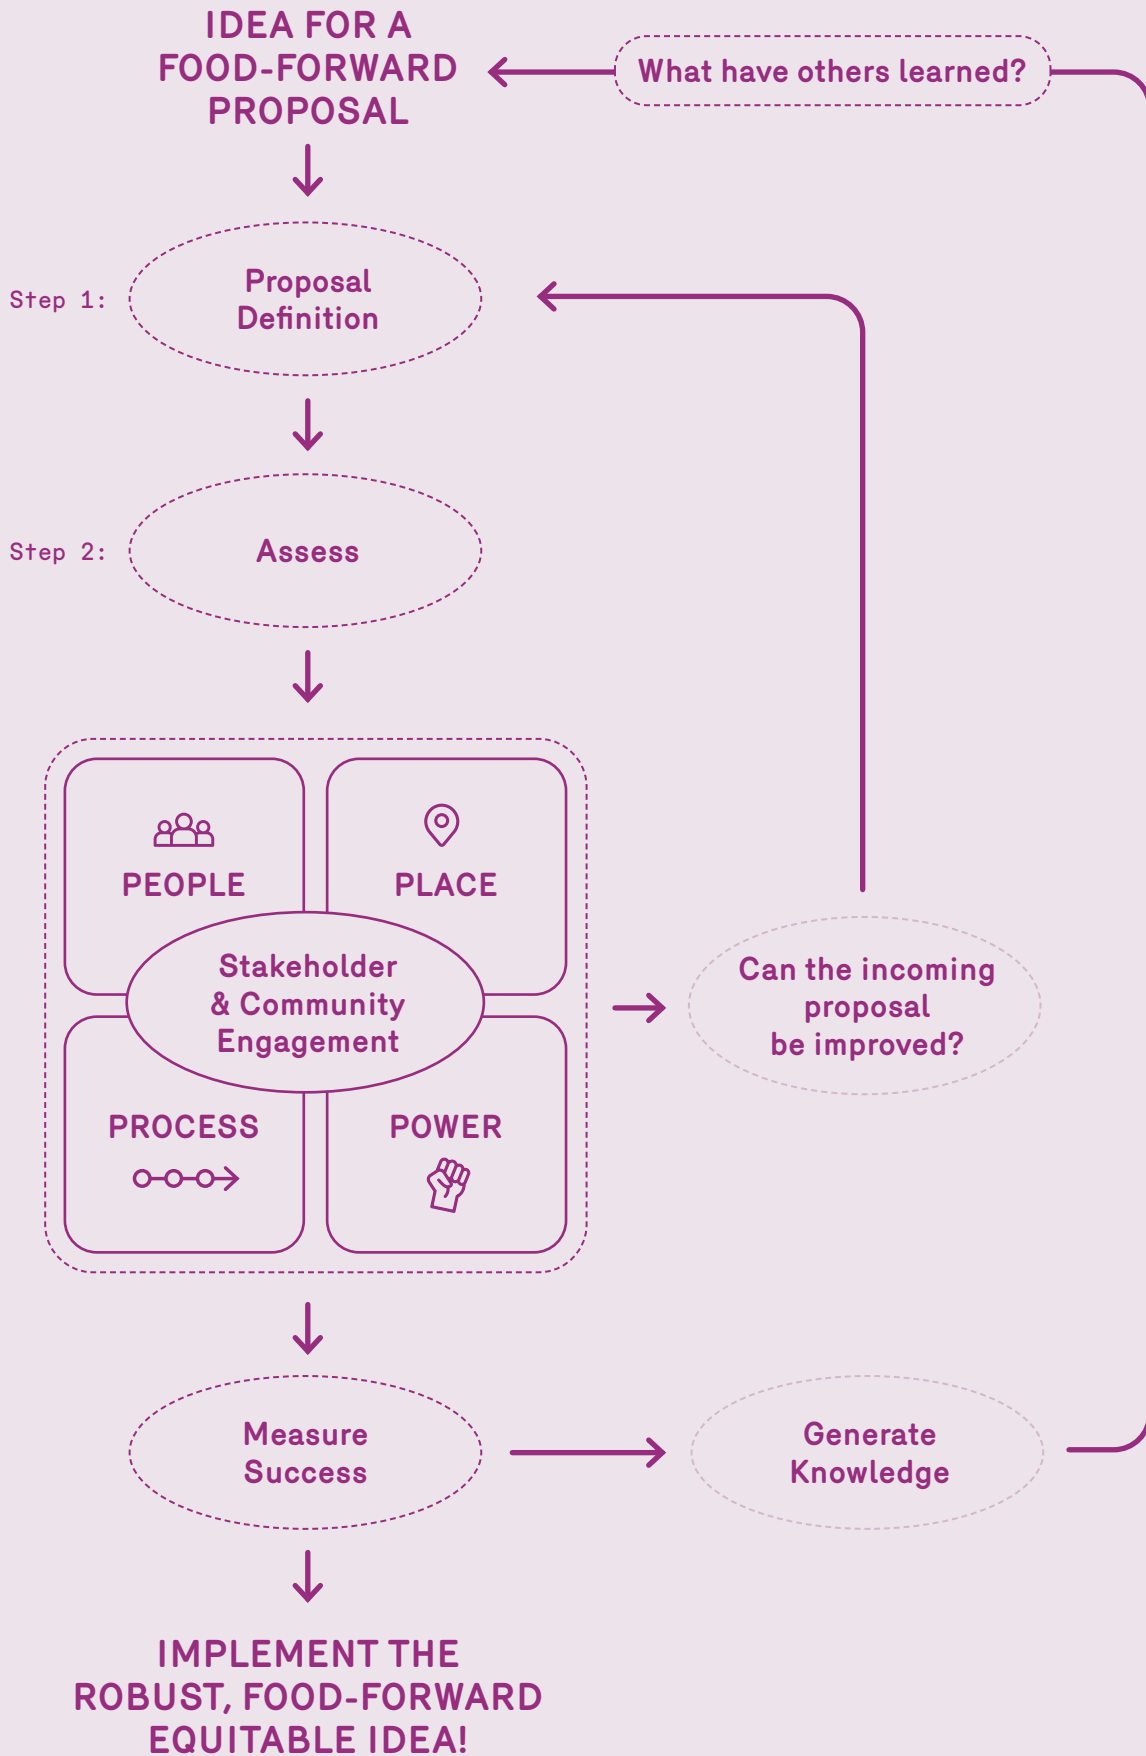 IDEA FOR A
FOOD-FORWARD
PROPOSAL
What have others learned?
Step 1:
Proposal
Definition
Step 2:
Assess
PEOPLE
PLACE
Stakeholder
& Community
Engagement
PROCESS
POWER
Can the incoming
proposal
be improved?
Measure
Success
Generate
Knowledge
IMPLEMENT THE
ROBUST, FOOD-FORWARD
EQUITABLE IDEA!